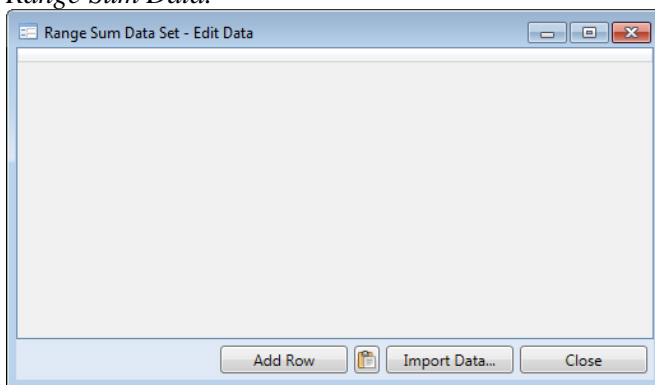 Range Sum Data.
Range Sum Data Set - Edit Data
Add Row
Import Data...
Close